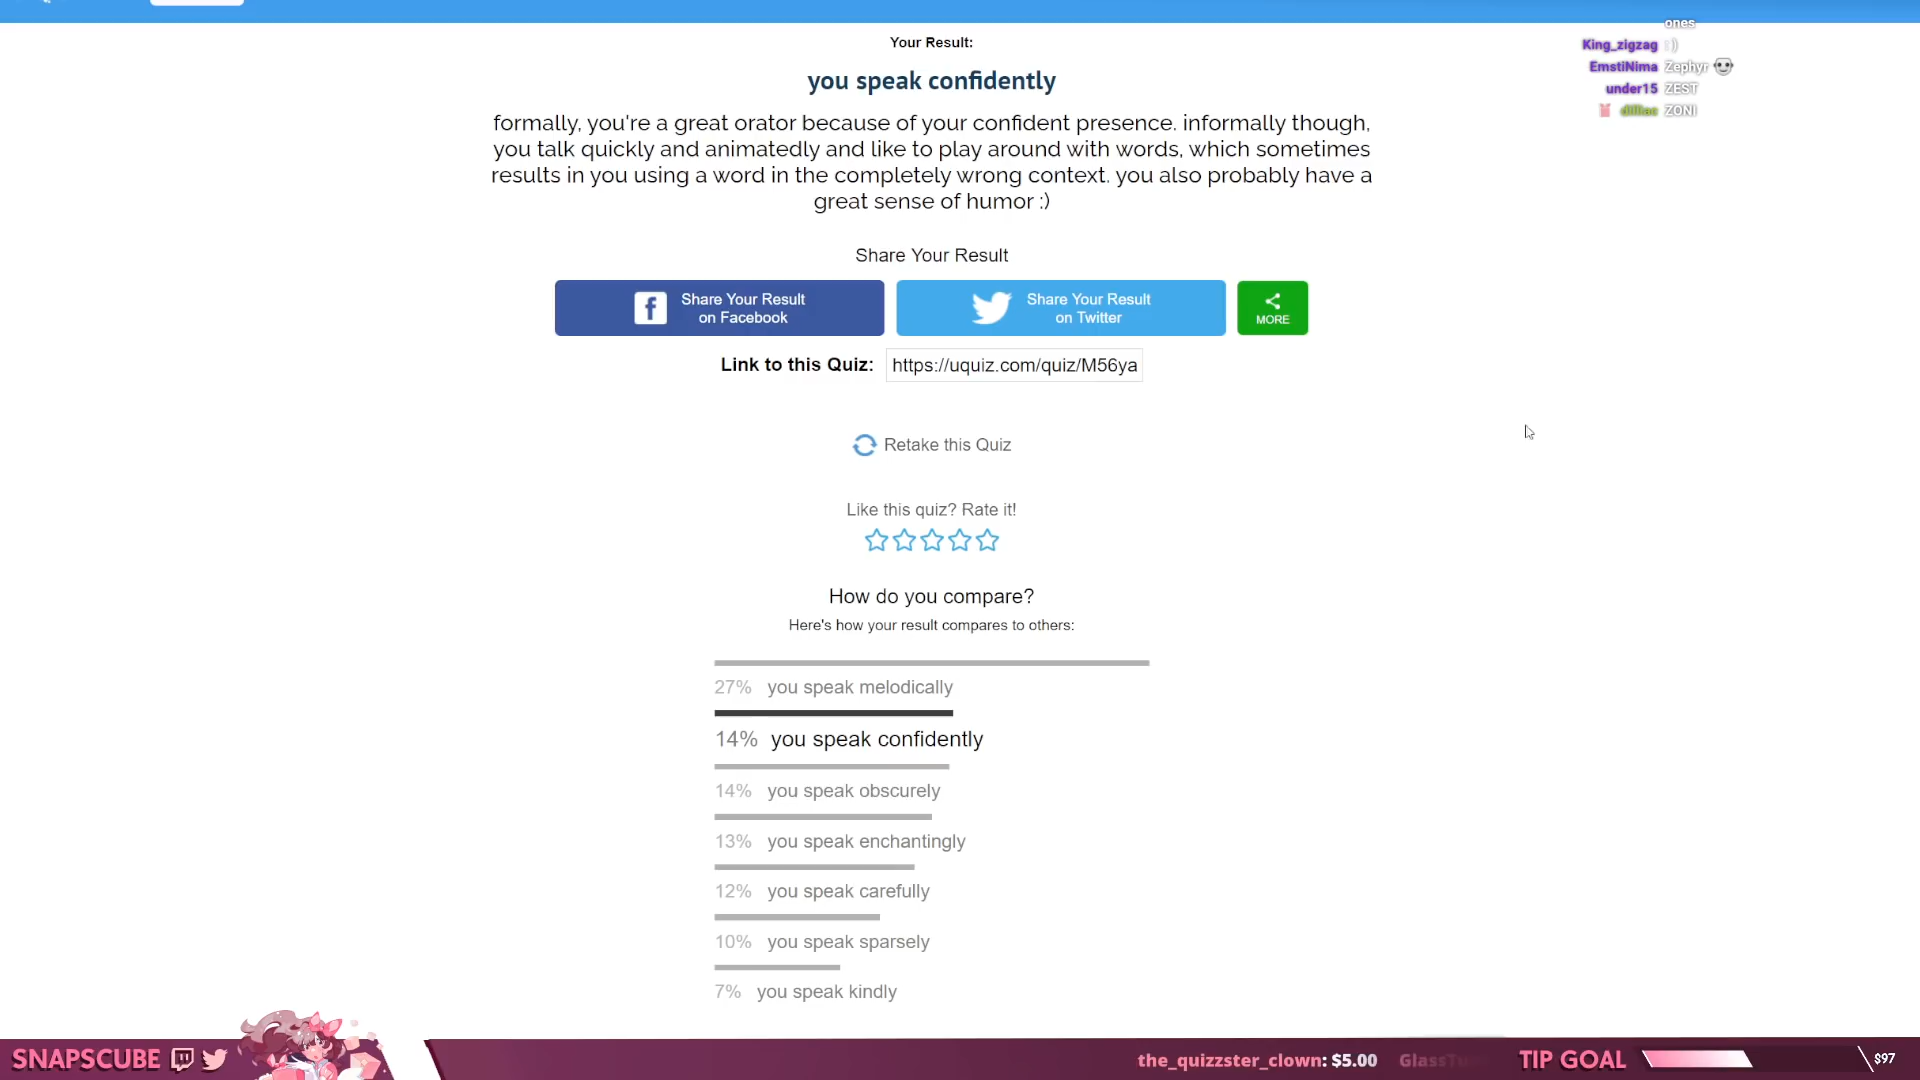 Your Result:
you speak confidently
formally, you're a great orator because of your confident presence. informally though,
you talk quickly and animatedly and like to play around with words, which sometimes
results in you using a word in the completely wrong context. you also probably have a
great sense of humor :)
Share Your Result
Share Your Result
on Facebook
Share Your Result
on Twitter
MORE
Link to this Quiz: https://uquiz.com/quiz/M56ya
Retake this Quiz
Like this quiz? Rate it!
How do you compare?
Here's how your result compares to others:
27% you speak melodically
14% you speak confidently
14% you speak obscurely
13% you speak enchantingly
12% you speak carefully
10% you speak sparsely
7% you speak kindly
ones
King_zigzag :)
EmstiNima Zephyr
under15 ZEST
ZONI
SNAPSCUBE
the_quizzster_clown: $5.00
TIP GOAL
$97